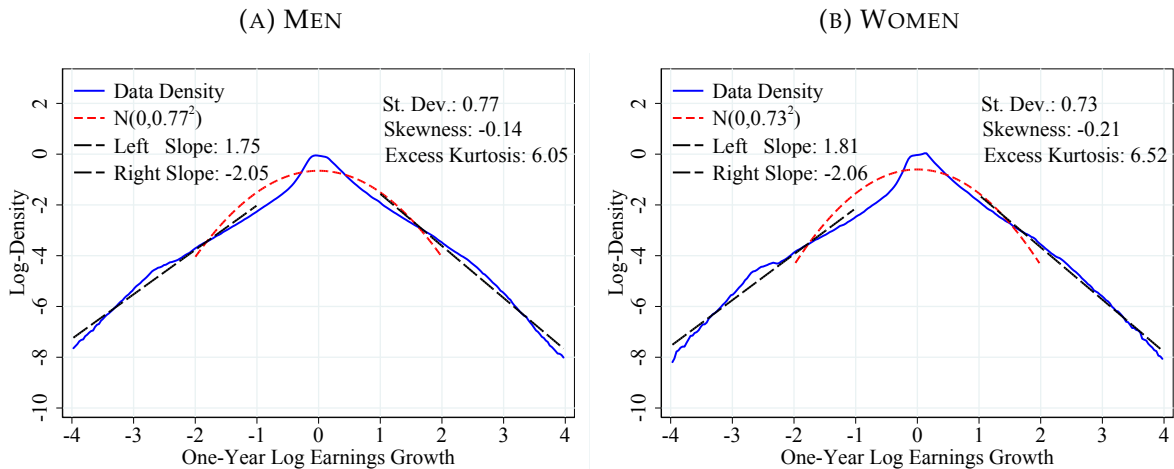 (A) MEN
Data Density
N(0,0.77²)
Left Slope: 1.75
Right Slope: -2.05
St. Dev.: 0.77
Skewness: -0.14
Excess Kurtosis: 6.05
Log-Density
2
0
-2
-4
-6
-8
-10
-4 -3 -2 -1 0 1 2 3 4
One-Year Log Earnings Growth
(B) WOMEN
Data Density
N(0,0.73²)
Left Slope: 1.81
Right Slope: -2.06
St. Dev.: 0.73
Skewness: -0.21
Excess Kurtosis: 6.52
Log-Density
2
0
-2
-4
-6
-8
-10
-4 -3 -2 -1 0 1 2 3 4
One-Year Log Earnings Growth